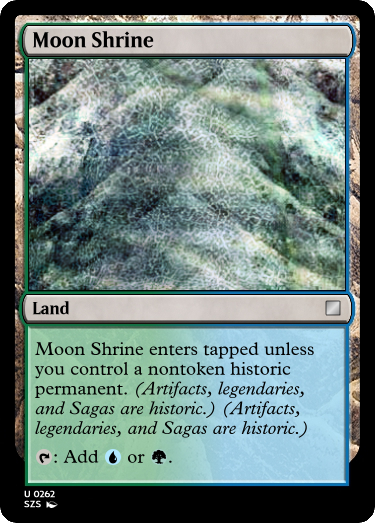 Moon Shrine
Land
Moon Shrine enters tapped unless
you control a nontoken historic
permanent. (Artifacts, legendaries,
and Sagas are historic.) (Artifacts,
legendaries, and Sagas are historic.)
: Add or .
U 0262
SZS